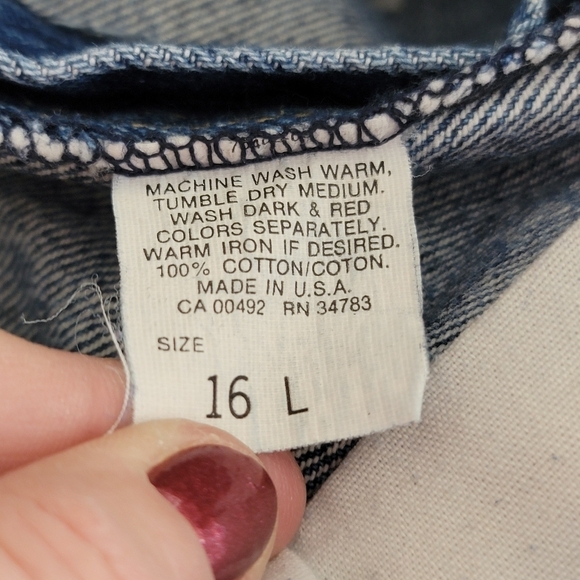 MACHINE WASH WARM,
TUMBLE DRY MEDIUM.
WASH DARK & RED
COLORS SEPARATELY.
WARM IRON IF DESIRED.
100% COTTON/COTON.
MADE IN U.S.A.
CA 00492 RN 34783
SIZE
16 L